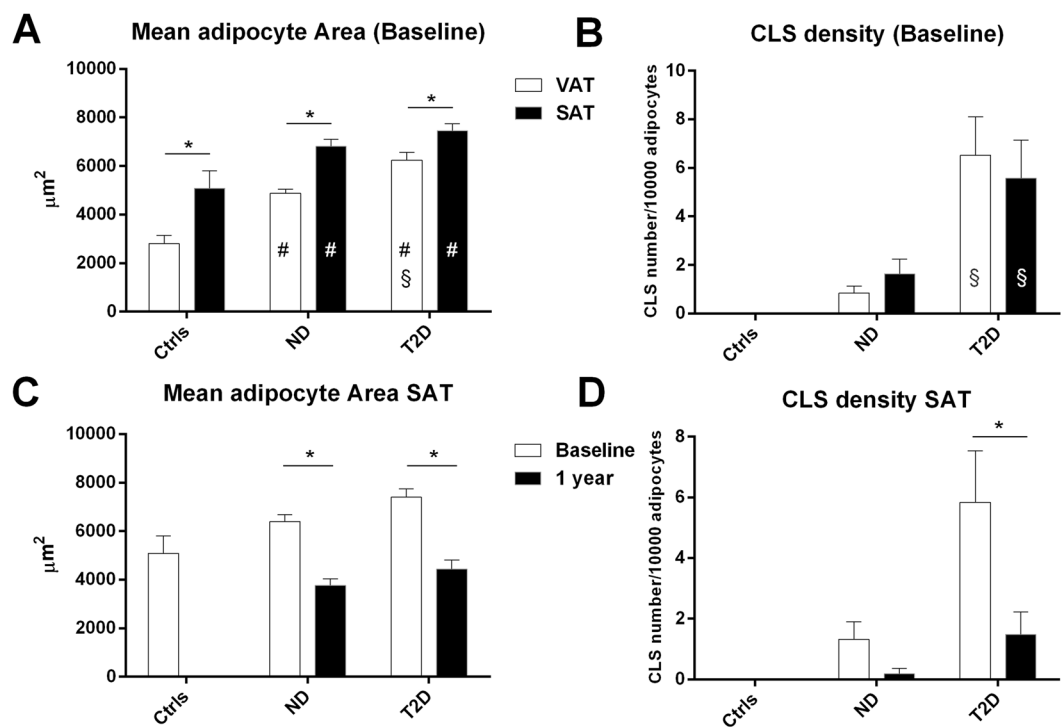 A
Mean adipocyte Area (Baseline)
10000
8000
6000
4000
2000
0
μm²
*
*
*
#
#
#
§
#
Ctrls
ND
T2D
VAT
SAT
B
CLS density (Baseline)
10
8
6
4
2
0
CLS number/10000 adipocytes
§
§
Ctrls
ND
T2D
C
Mean adipocyte Area SAT
10000
8000
6000
4000
2000
0
μm²
*
*
Ctrls
ND
T2D
Baseline
1 year
D
CLS density SAT
8
6
4
2
0
CLS number/10000 adipocytes
*
Ctrls
ND
T2D